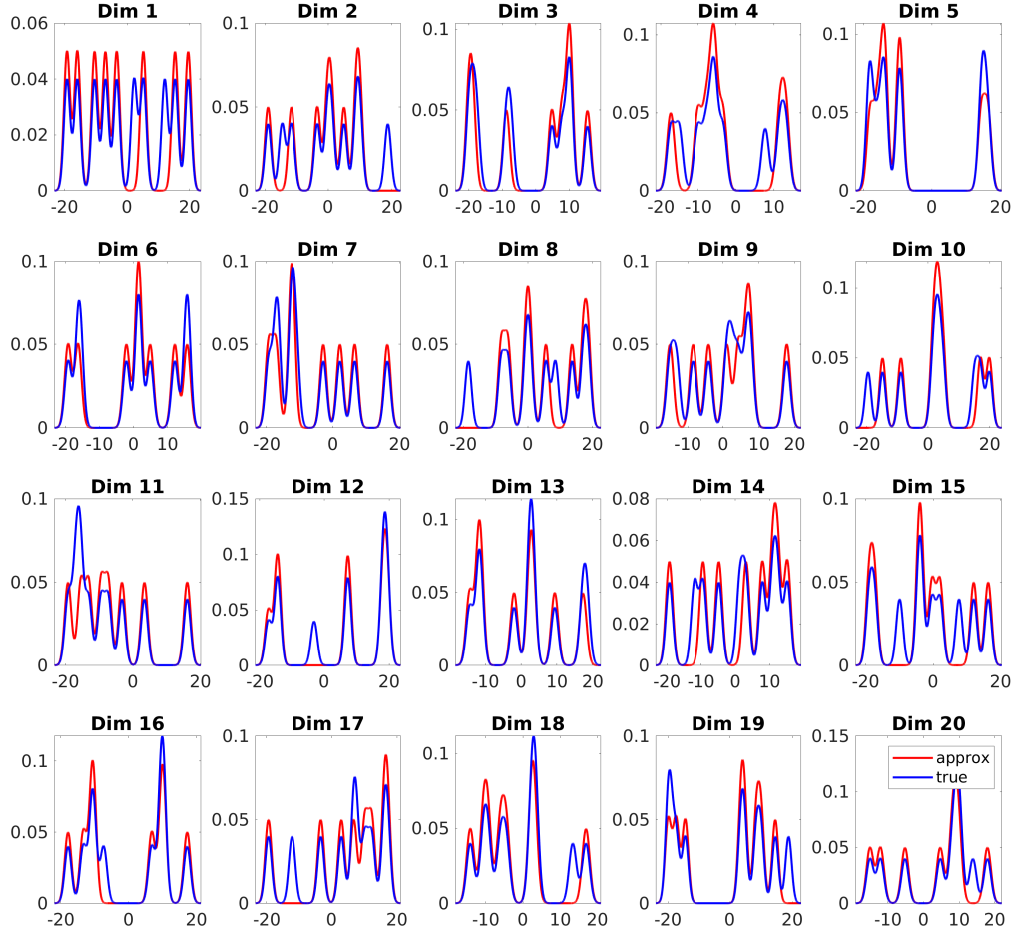 Dim 1 Dim 2 Dim 3 Dim 4 Dim 5
0.06 0.1 0.1 0.1 0.1
0.04 0.05 0.05 0.05 0.05
0.02
0 0 0 0 0
-20 0 20 -20 0 20 -20 -10 0 10 -20 -10 0 10 -20 0 20
Dim 6 Dim 7 Dim 8 Dim 9 Dim 10
0.1 0.1 0.1 0.1 0.1
0.05 0.05 0.05 0.05 0.05
0 0 0 0 0
-20 -10 0 10 -20 0 20 -20 0 20 -10 0 10 20 -20 0 20
Dim 11 Dim 12 Dim 13 Dim 14 Dim 15
0.1 0.15 0.1 0.08 0.1
0.06
0.05 0.1 0.05 0.04 0.05
0.05 0.02
0 0 0 0 0
-20 0 20 -20 0 20 -10 0 10 20 -20 -10 0 10 -20 0 20
Dim 16 Dim 17 Dim 18 Dim 19 Dim 20
0.1 0.1 0.1 0.1 0.15
approx
true
0.1
0.05 0.05 0.05 0.05 0.05
0 0 0 0 0
-20 0 20 -20 0 20 -10 0 10 20 -20 0 20 -10 0 10 20